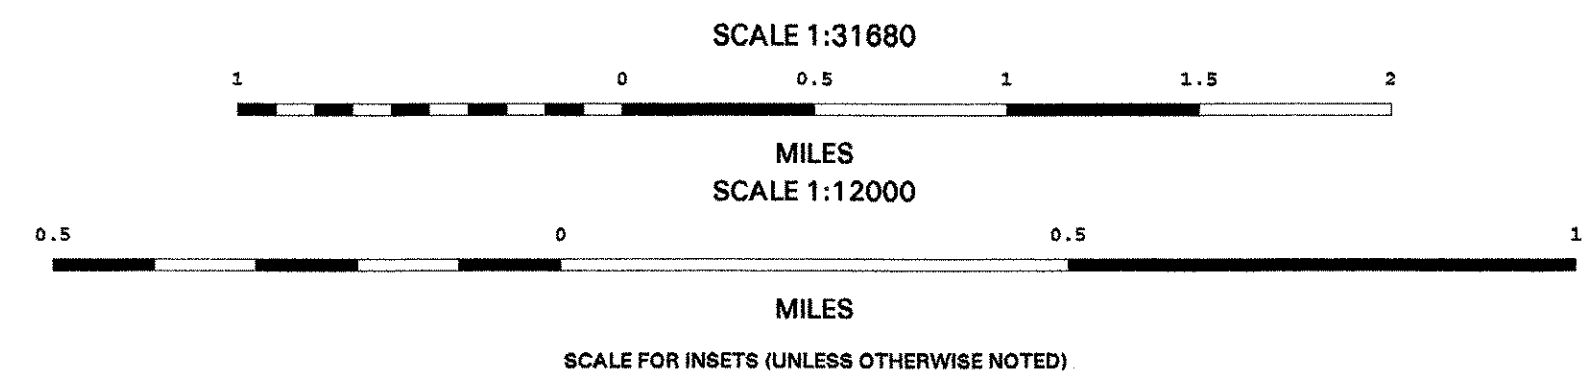 SCALE 1:31680
1 0 0.5 1 1.5 2
MILES
SCALE 1:12000
0.5 0 0.5 1
MILES
SCALE FOR INSETS (UNLESS OTHERWISE NOTED)